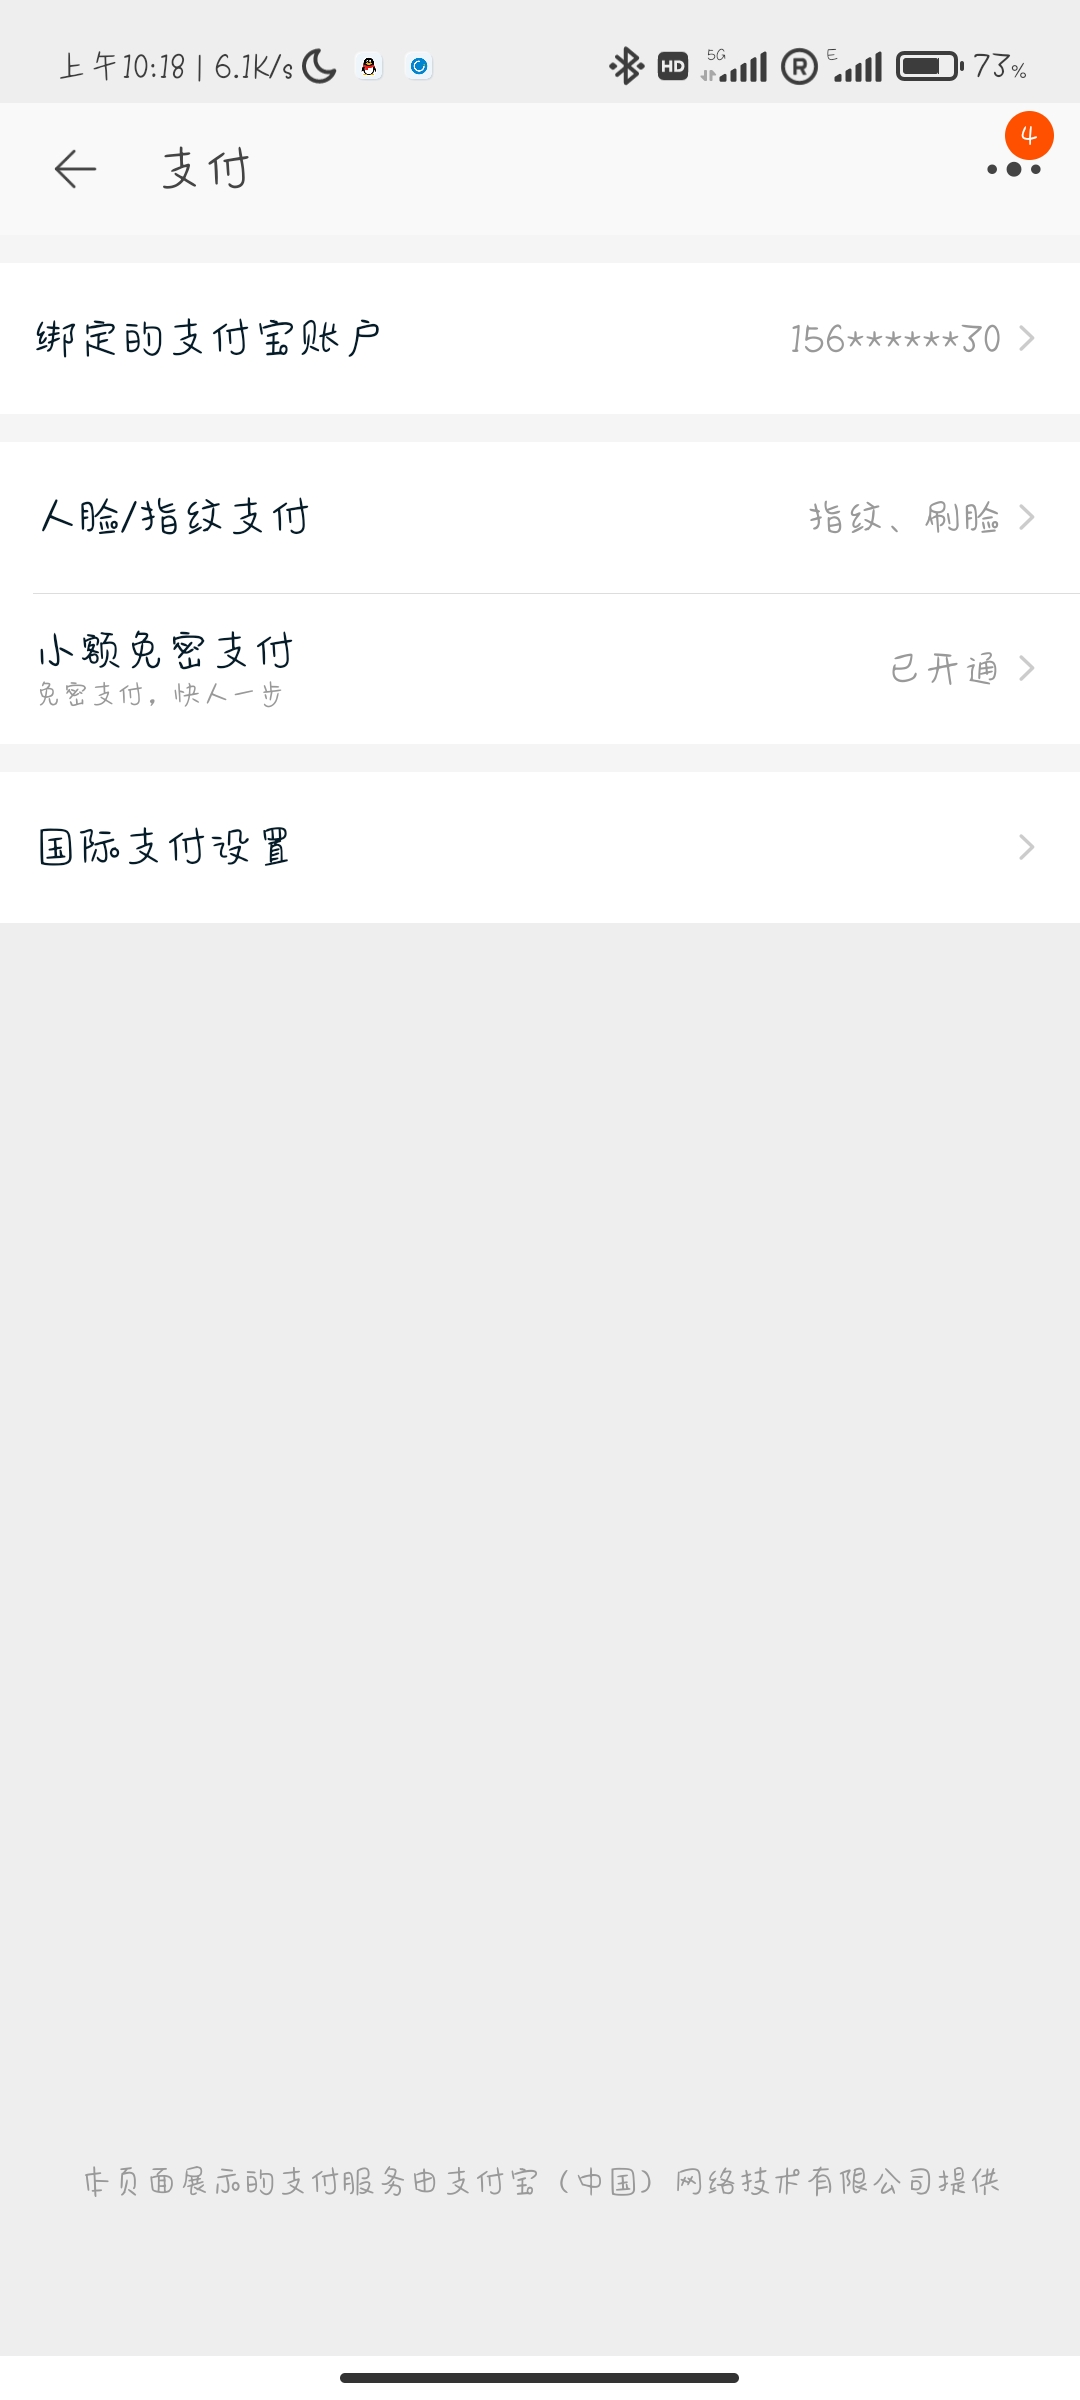 上午10:18 | 6.1K/s HD 5G R E 73%
4
支付
绑定的支付宝账户 156******30
人脸/指纹支付 指纹、刷脸
小额免密支付
免密支付，快人一步
已开通
国际支付设置
本页面展示的支付服务由支付宝（中国）网络技术有限公司提供